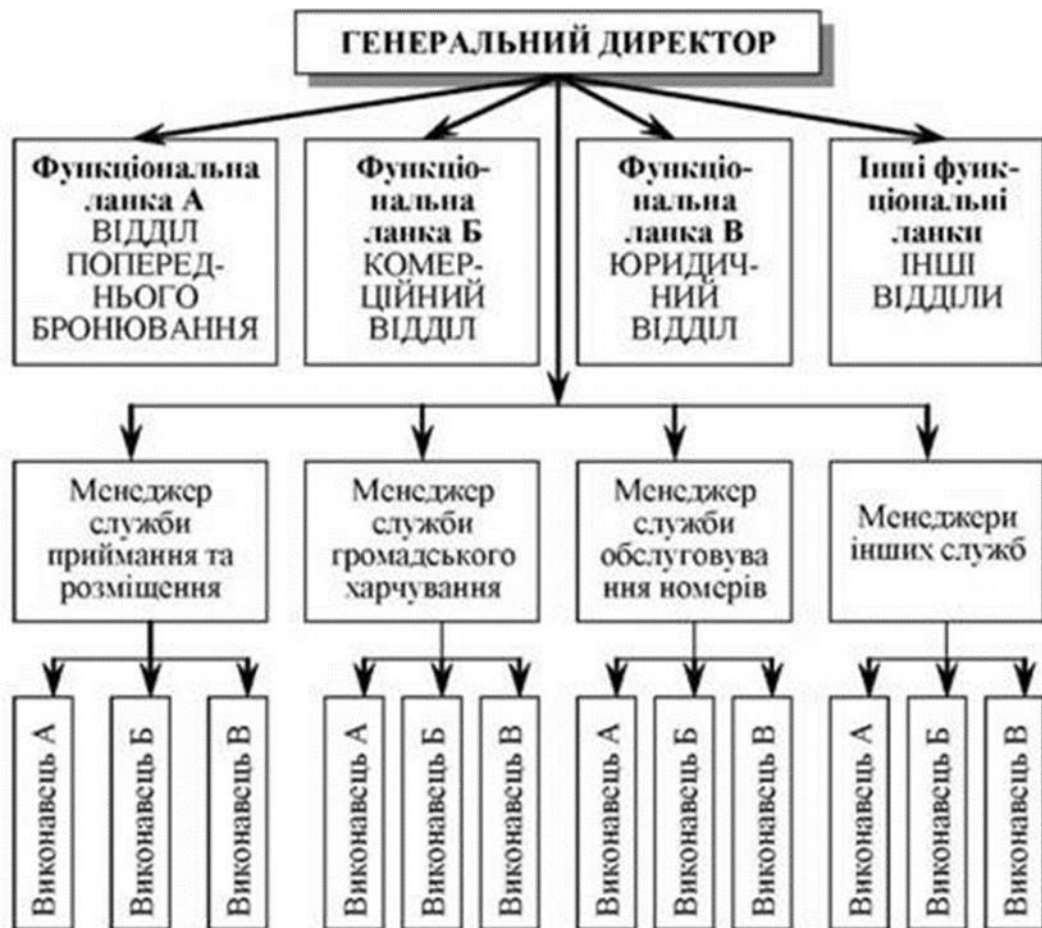 ГЕНЕРАЛЬНИЙ ДИРЕКТОР
Функціональна
ланка А
ВІДДІЛ
ПОПЕРЕД-
НЬОГО
БРОНЮВАННЯ
Функціо-
нальна
ланка Б
КОМЕР-
ЦІЙНИЙ
ВІДДІЛ
Функціо-
нальна
ланка В
ЮРИДИЧ-
НИЙ
ВІДДІЛ
Інші функ-
ціональні
ланки
ІНШІ
ВІДДІЛИ
Менеджер
служби
приймання та
розміщення
Менеджер
служби
громадського
харчування
Менеджер
служби
обслуговува
ння номерів
Менеджери
інших служб
Виконавець А
Виконавець Б
Виконавець В
Виконавець А
Виконавець Б
Виконавець В
Виконавець А
Виконавець Б
Виконавець В
Виконавець А
Виконавець Б
Виконавець В